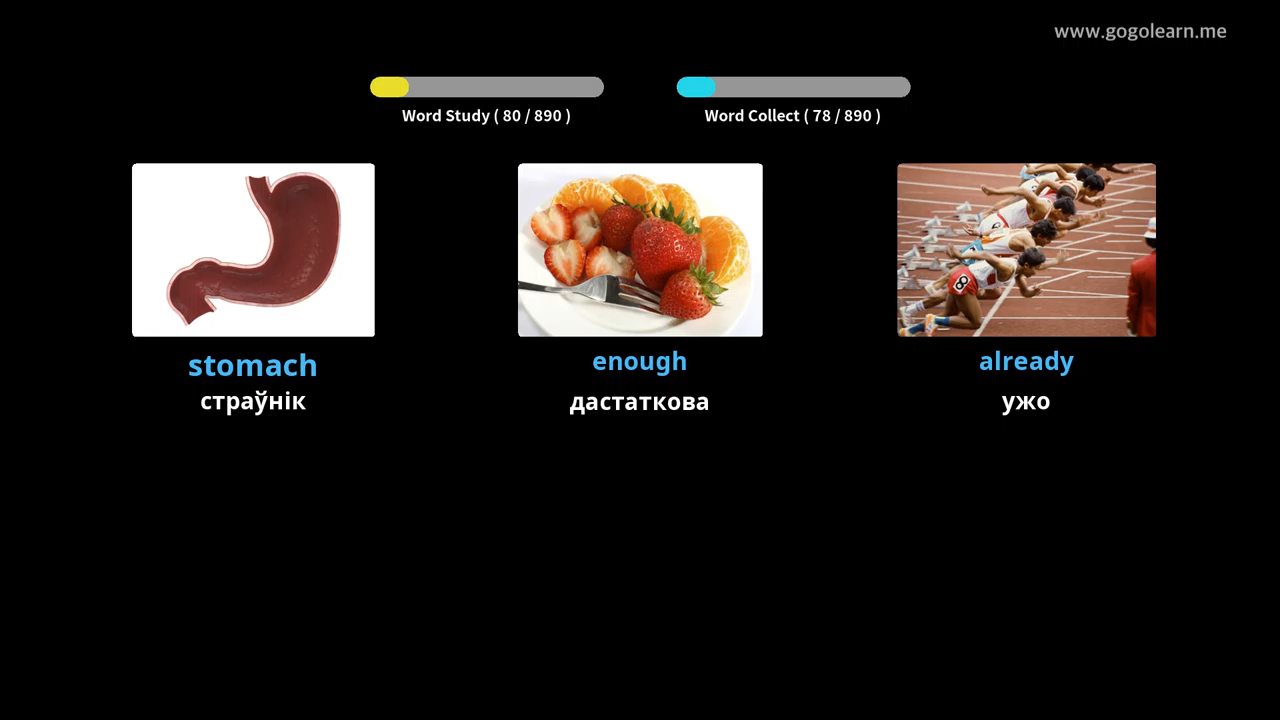 www.gogolearn.me
Word Study ( 80 / 890 )
Word Collect ( 78 / 890 )
stomach
страўнік
enough
дастаткова
already
ужо